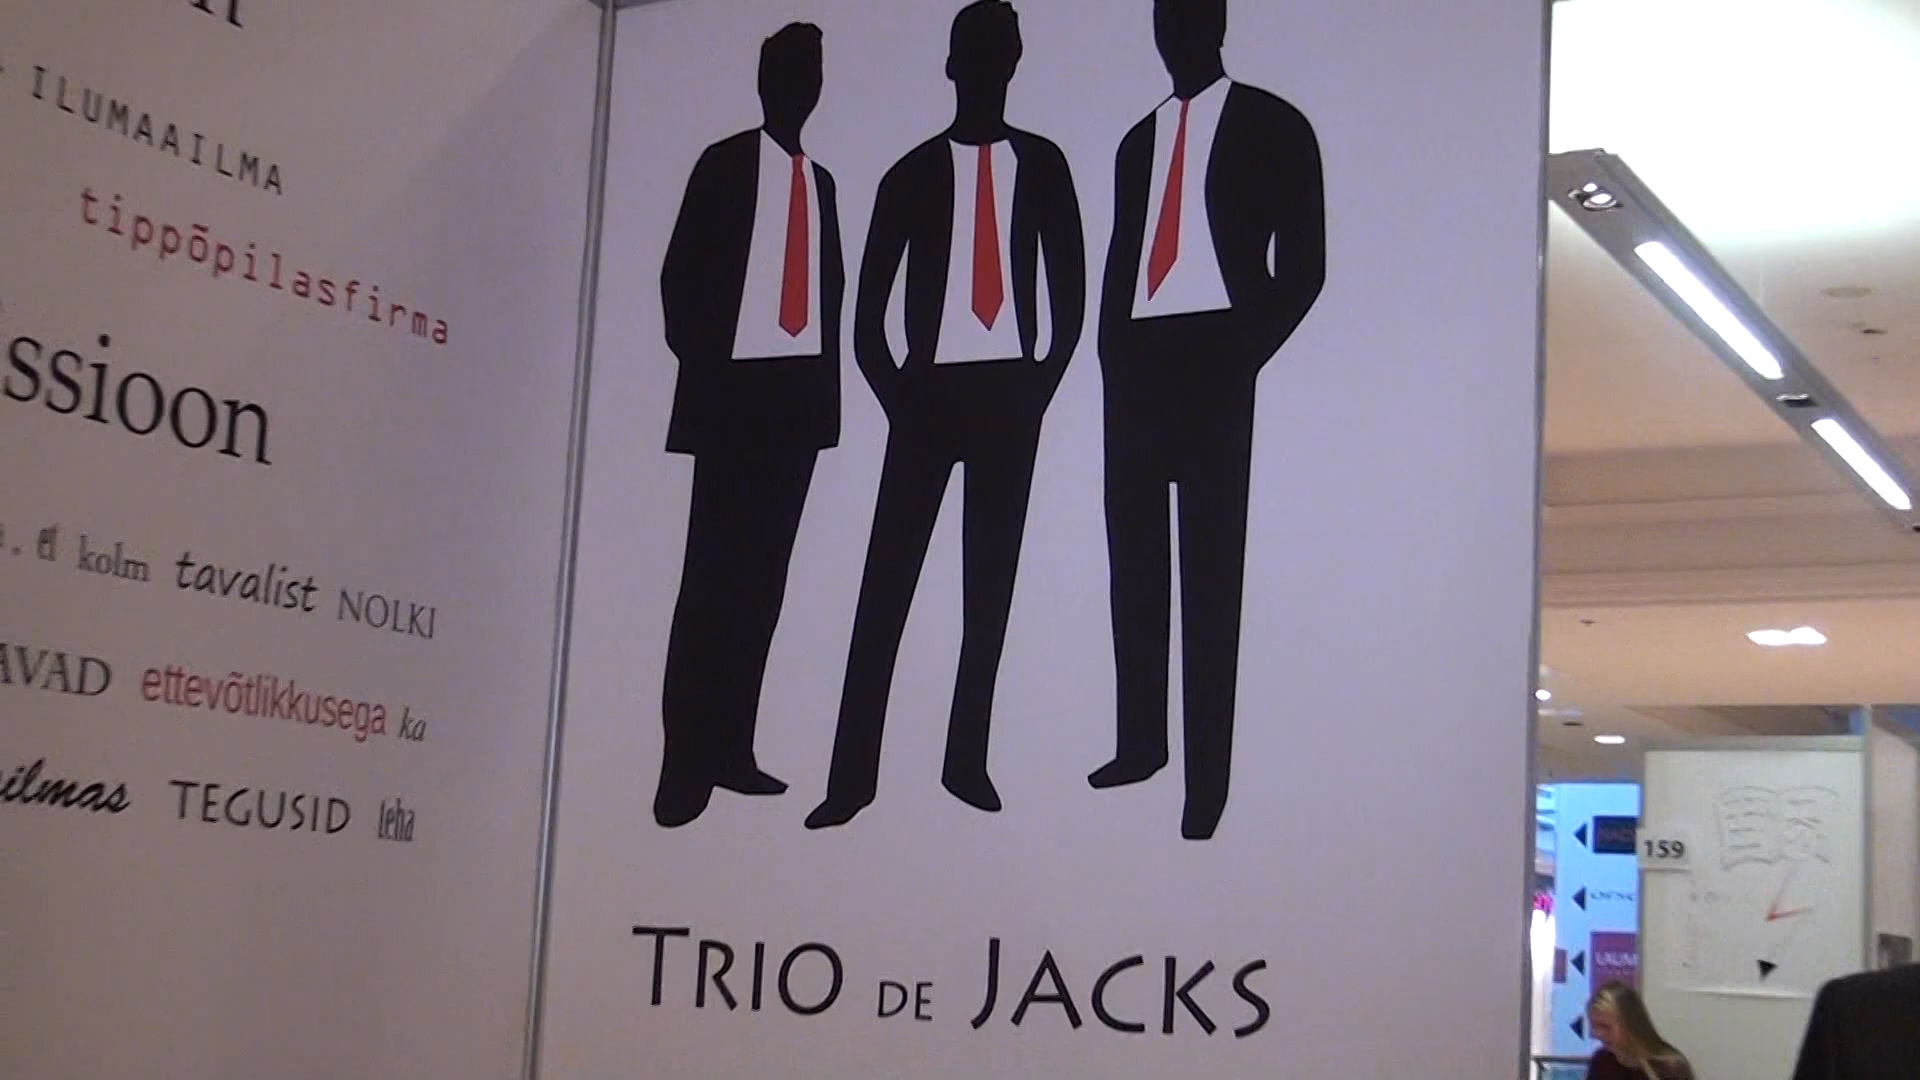 ILUMAAILMA
tippõpilasfirma
ssioon
et kolm tavalist NOLKI
AVAD ettevõtlikkusega ka
ilmas TEGUSID teha
TRIO DE JACKS
159